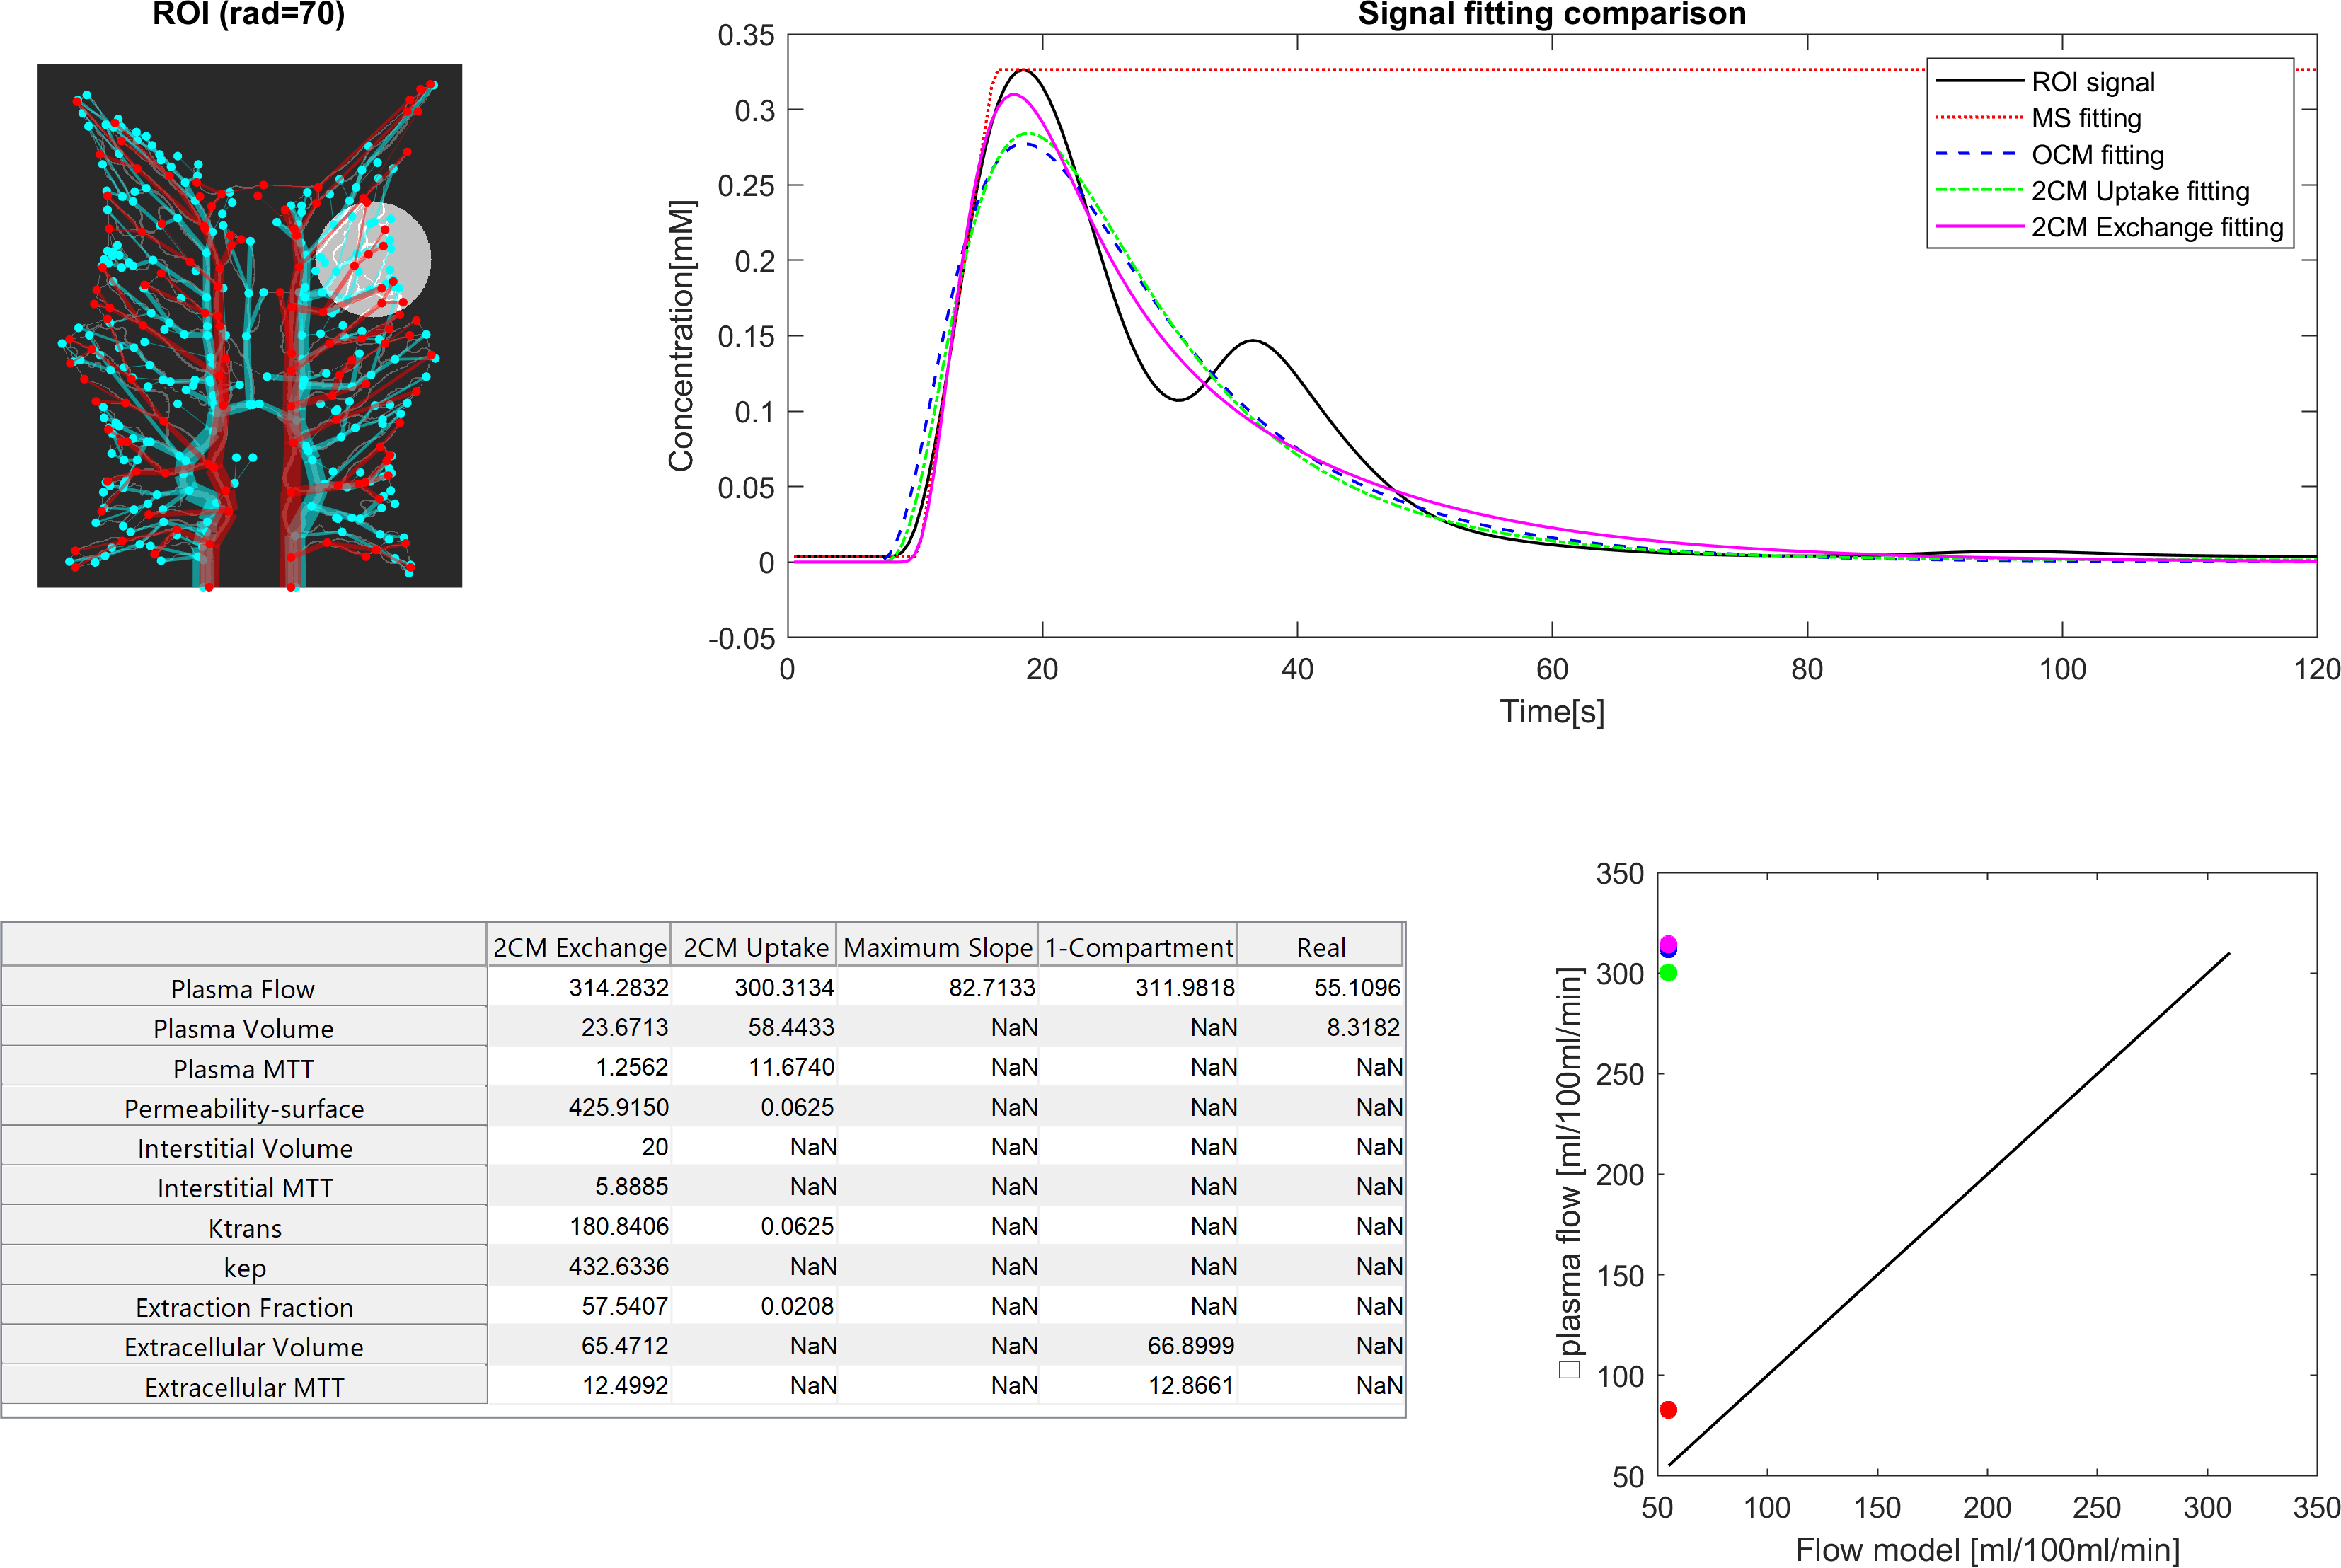 ROI (rad=70)
Signal fitting comparison
0.35
0.3
0.25
0.2
0.15
0.1
0.05
0
-0.05
Concentration[mM]
0 20 40 60 80 100 120
Time[s]
ROI signal
MS fitting
OCM fitting
2CM Uptake fitting
2CM Exchange fitting
2CM Exchange 2CM Uptake Maximum Slope 1-Compartment Real
Plasma Flow 314.2832 300.3134 82.7133 311.9818 55.1096
Plasma Volume 23.6713 58.4433 NaN NaN 8.3182
Plasma MTT 1.2562 11.6740 NaN NaN NaN
Permeability-surface 425.9150 0.0625 NaN NaN NaN
Interstitial Volume 20 NaN NaN NaN NaN
Interstitial MTT 5.8885 NaN NaN NaN NaN
Ktrans 180.8406 0.0625 NaN NaN NaN
kep 432.6336 NaN NaN NaN NaN
Extraction Fraction 57.5407 0.0208 NaN NaN NaN
Extracellular Volume 65.4712 NaN NaN 66.8999 NaN
Extracellular MTT 12.4992 NaN NaN 12.8661 NaN
350
300
250
200
150
100
50
□plasma flow [ml/100ml/min]
50 100 150 200 250 300 350
Flow model [ml/100ml/min]